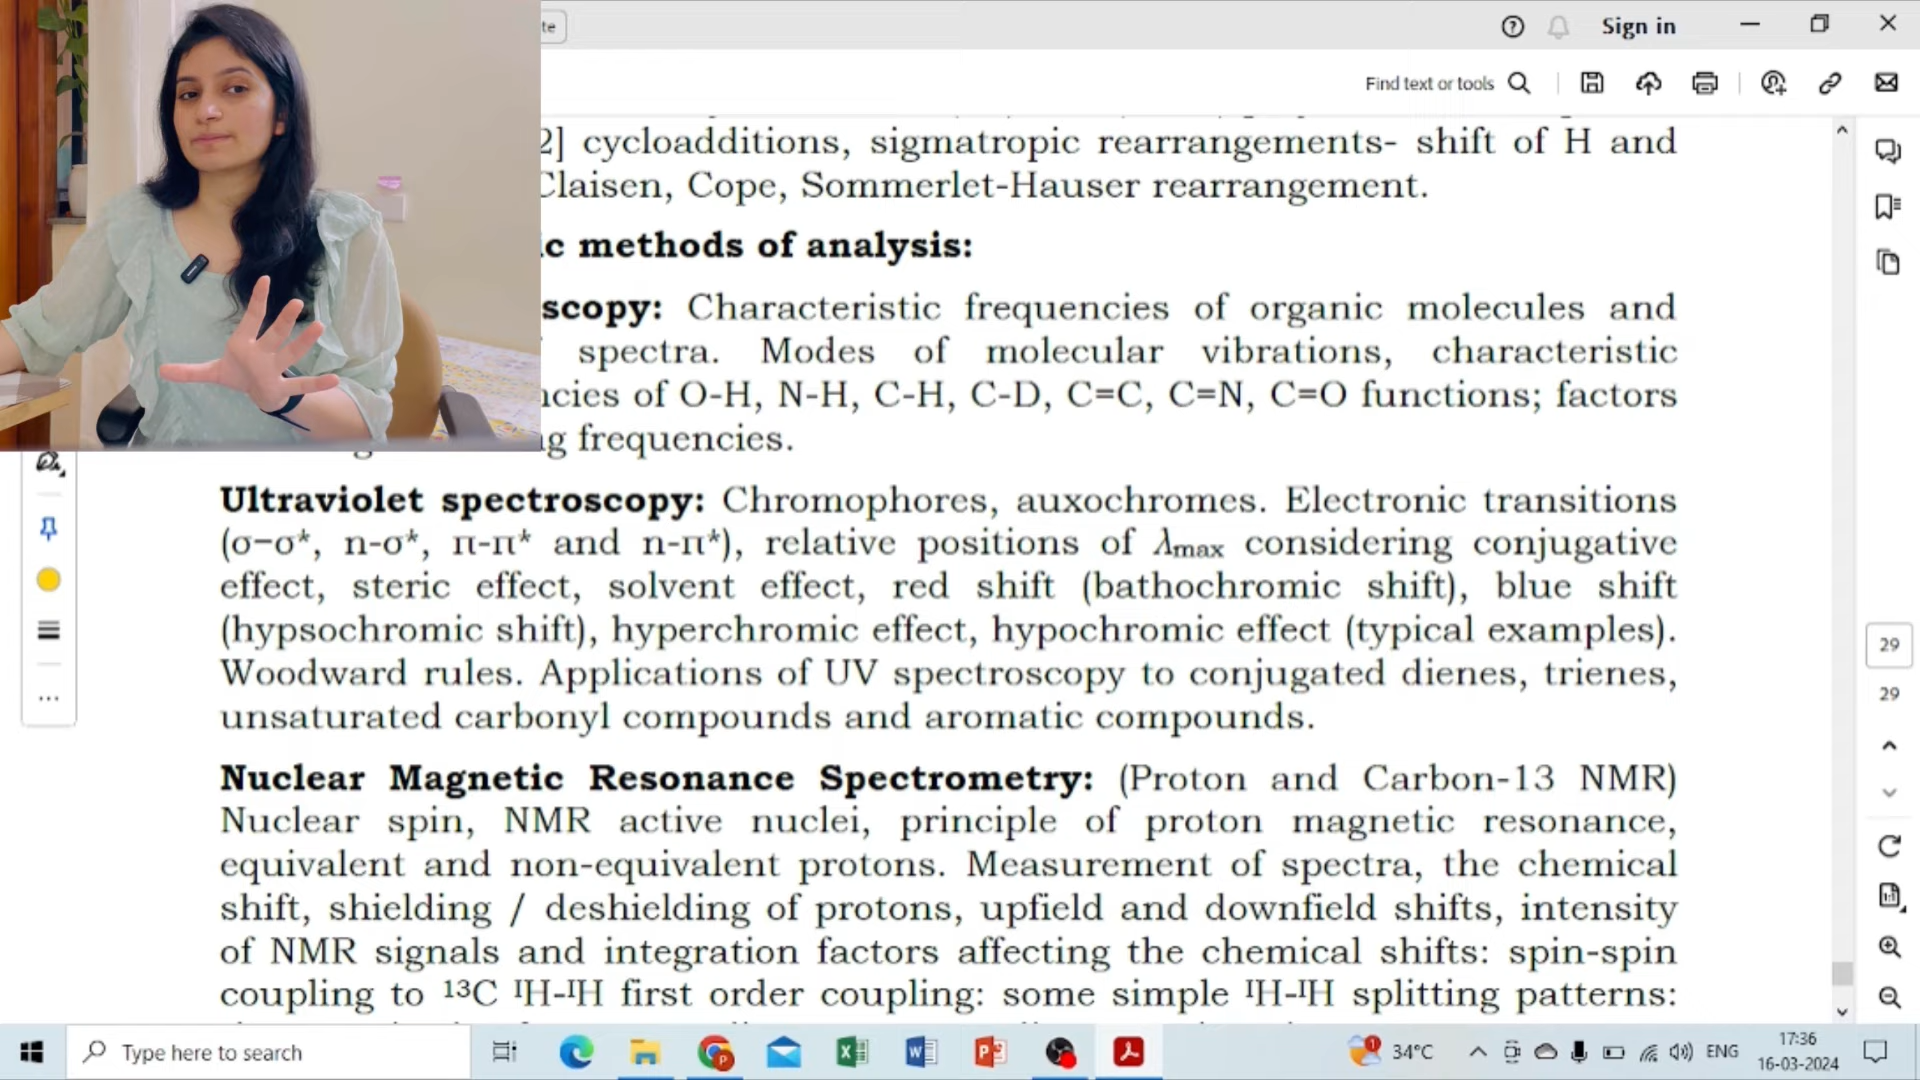 te
Sign in
Find text or tools
2] cycloadditions, sigmatropic rearrangements- shift of H and
Claisen, Cope, Sommerlet-Hauser rearrangement.
ic methods of analysis:
scopy: Characteristic frequencies of organic molecules and
spectra. Modes of molecular vibrations, characteristic
ncies of O-H, N-H, C-H, C-D, C=C, C=N, C=O functions; factors
g frequencies.
Ultraviolet spectroscopy: Chromophores, auxochromes. Electronic transitions
(σ–σ*, n-σ*, π-π* and n-π*), relative positions of λmax considering conjugative
effect, steric effect, solvent effect, red shift (bathochromic shift), blue shift
(hypsochromic shift), hyperchromic effect, hypochromic effect (typical examples).
Woodward rules. Applications of UV spectroscopy to conjugated dienes, trienes,
unsaturated carbonyl compounds and aromatic compounds.
Nuclear Magnetic Resonance Spectrometry: (Proton and Carbon-13 NMR)
Nuclear spin, NMR active nuclei, principle of proton magnetic resonance,
equivalent and non-equivalent protons. Measurement of spectra, the chemical
shift, shielding / deshielding of protons, upfield and downfield shifts, intensity
of NMR signals and integration factors affecting the chemical shifts: spin-spin
coupling to ¹³C ᴵH-ᴵH first order coupling: some simple ᴵH-ᴵH splitting patterns:
29
29
Type here to search
34°C
ENG
17:36
16-03-2024